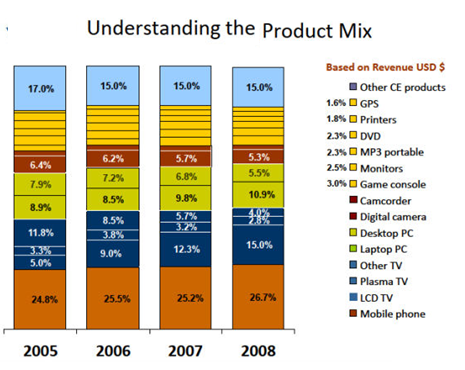 Understanding the Product Mix
Based on Revenue USD $
17.0%
6.4%
7.9%
8.9%
11.8%
3.3%
5.0%
24.8%
2005
15.0%
6.2%
7.2%
8.5%
8.5%
3.8%
9.0%
25.5%
2006
15.0%
5.7%
6.8%
9.8%
5.7%
3.2%
12.3%
25.2%
2007
15.0%
5.3%
5.5%
10.9%
4.0%
2.8%
15.0%
26.7%
2008
Other CE products
1.6% GPS
1.8% Printers
2.3% DVD
2.3% MP3 portable
2.5% Monitors
3.0% Game console
Camcorder
Digital camera
Desktop PC
Laptop PC
Other TV
Plasma TV
LCD TV
Mobile phone